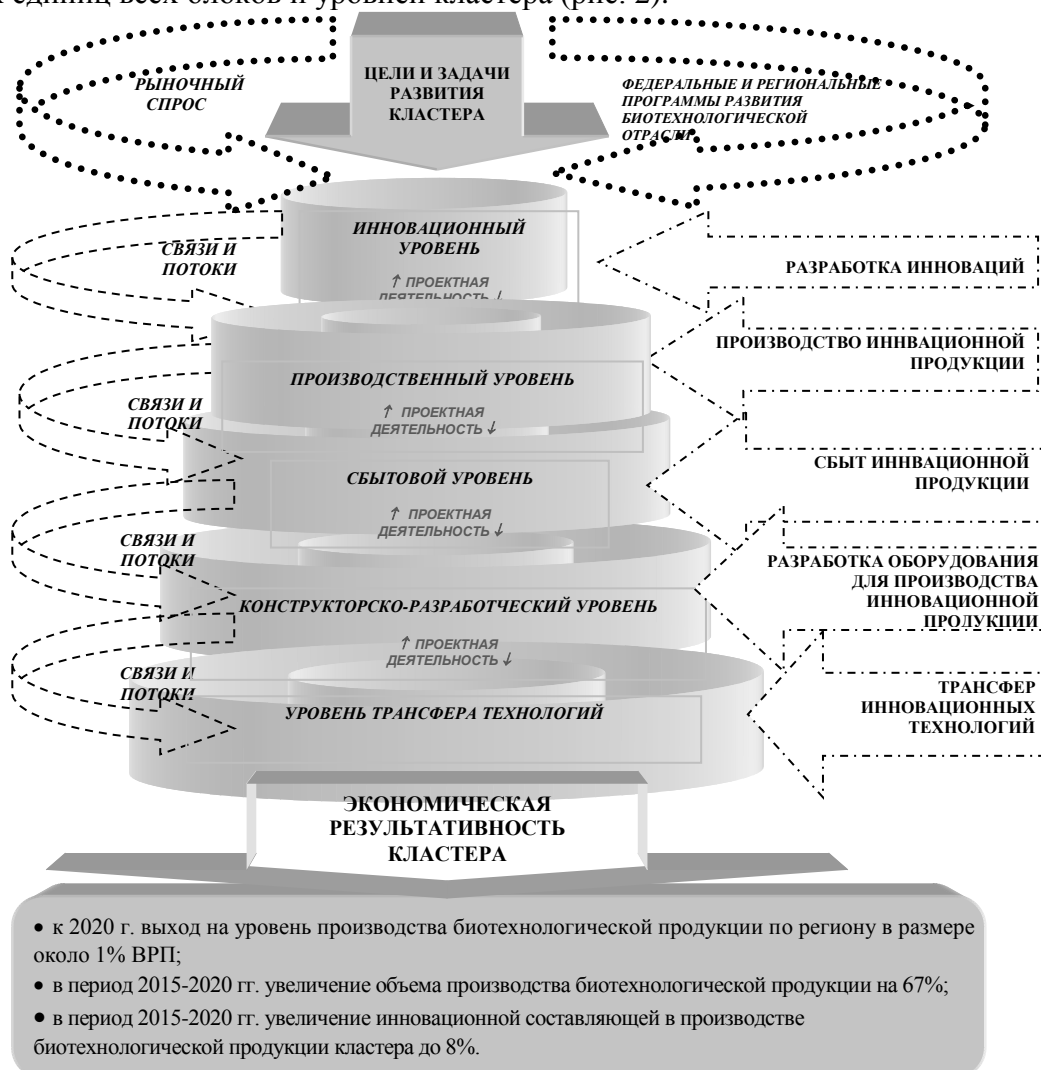 единиц всех блоков и уровней кластера (рис. 2).
ЦЕЛИ И ЗАДАЧИ
РАЗВИТИЯ
КЛАСТЕРА
РЫНОЧНЫЙ
СПРОС
ФЕДЕРАЛЬНЫЕ И РЕГИОНАЛЬНЫЕ
ПРОГРАММЫ РАЗВИТИЯ
БИОТЕХНОЛОГИЧЕСКОЙ
ОТРАСЛИ
ИННОВАЦИОННЫЙ
УРОВЕНЬ
СВЯЗИ И
ПОТОКИ
РАЗРАБОТКА ИННОВАЦИЙ
↑ ПРОЕКТНАЯ
ДЕЯТЕЛЬНОСТЬ ↓
ПРОИЗВОДСТВО ИННВАЦИОННОЙ
ПРОДУКЦИИ
ПРОИЗВОДСТВЕННЫЙ УРОВЕНЬ
СВЯЗИ И
ПОТОКИ
↑ ПРОЕКТНАЯ
ДЕЯТЕЛЬНОСТЬ ↓
СБЫТ ИННВАЦИОННОЙ
ПРОДУКЦИИ
СБЫТОВОЙ УРОВЕНЬ
↑ ПРОЕКТНАЯ
ДЕЯТЕЛЬНОСТЬ ↓
СВЯЗИ И
ПОТОКИ
РАЗРАБОТКА ОБОРУДОВАНИЯ
ДЛЯ ПРОИЗВОДСТВА
ИННОВАЦИОННОЙ
ПРОДУКЦИИ
КОНСТРУКТОРСКО-РАЗРАБОТЧЕСКИЙ УРОВЕНЬ
↑ ПРОЕКТНАЯ
ДЕЯТЕЛЬНОСТЬ ↓
СВЯЗИ И
ПОТОКИ
ТРАНСФЕР
ИННОВАЦИОННЫХ
ТЕХНОЛОГИЙ
УРОВЕНЬ ТРАНСФЕРА ТЕХНОЛОГИЙ
ЭКОНОМИЧЕСКАЯ
РЕЗУЛЬТАТИВНОСТЬ
КЛАСТЕРА
• к 2020 г. выход на уровень производства биотехнологической продукции по региону в размере
около 1% ВРП;
• в период 2015-2020 гг. увеличение объема производства биотехнологической продукции на 67%;
• в период 2015-2020 гг. увеличение инновационной составляющей в производстве
биотехнологической продукции кластера до 8%.